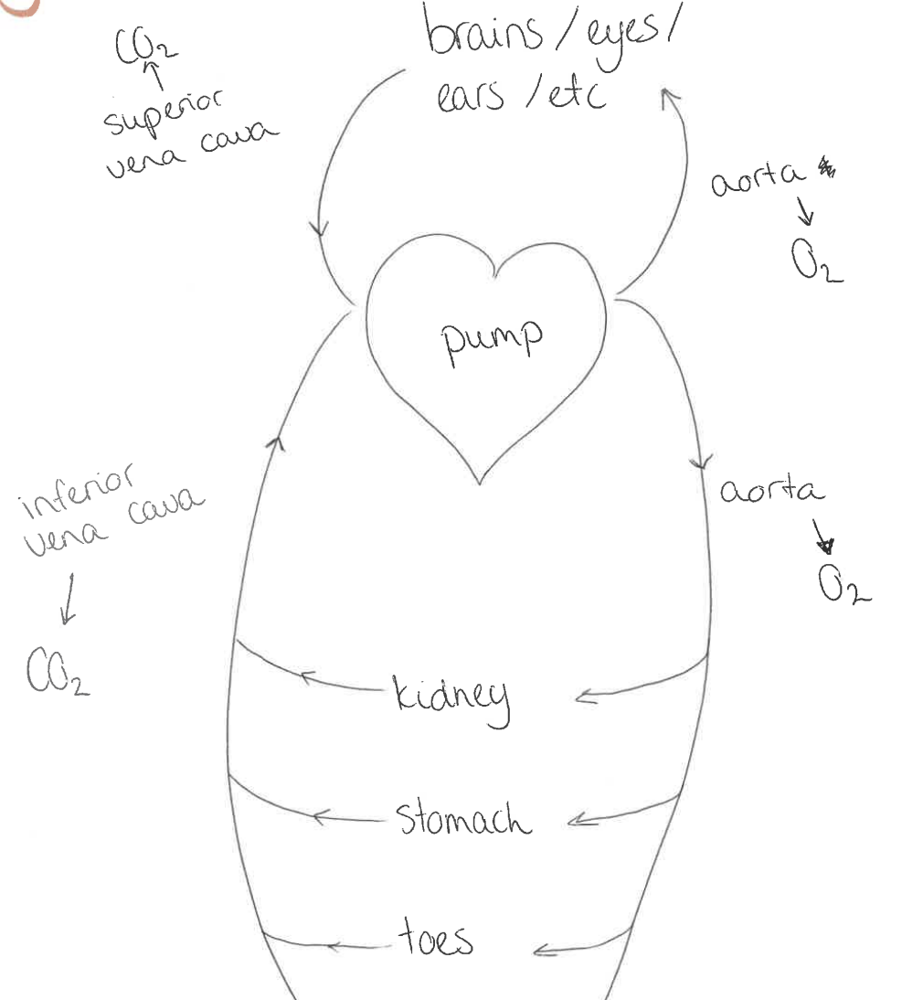 brains / eyes /
ears / etc
CO₂
superior
vena cava
aorta
O₂
pump
inferior
vena cava
CO₂
aorta
O₂
kidney
stomach
toes